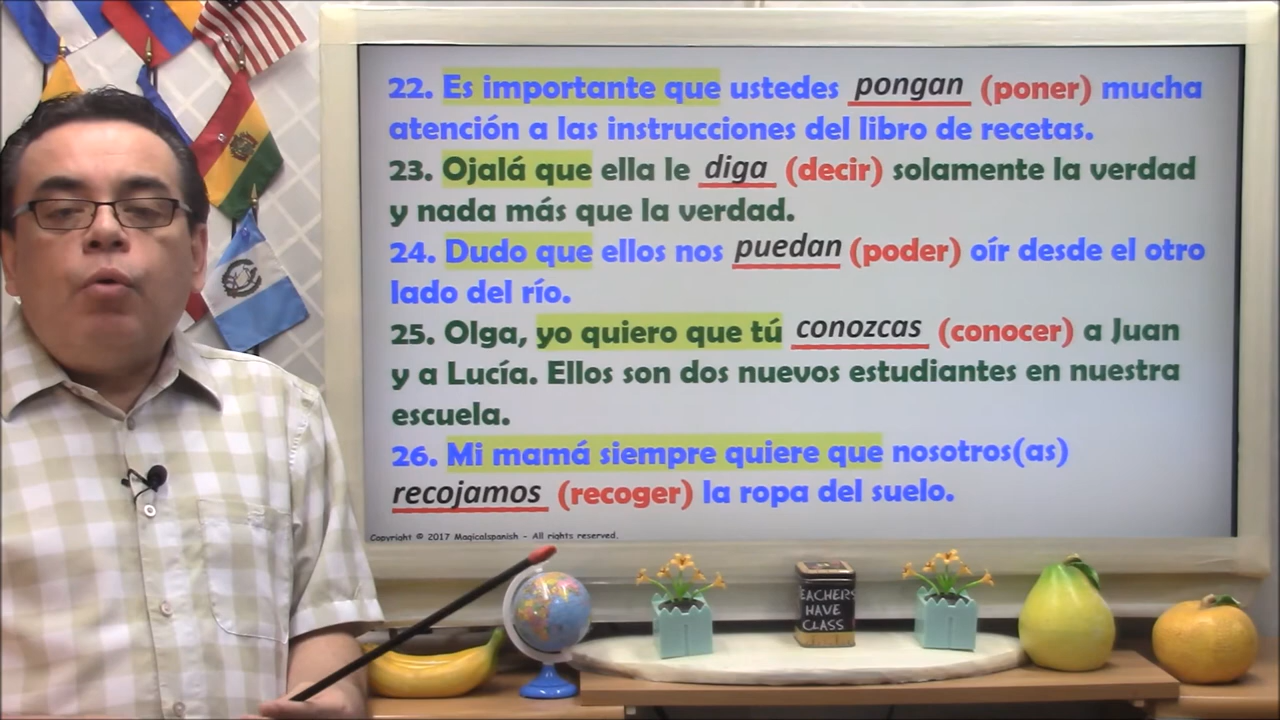 22. Es importante que ustedes pongan (poner) mucha
atención a las instrucciones del libro de recetas.
23. Ojalá que ella le diga (decir) solamente la verdad
y nada más que la verdad.
24. Dudo que ellos nos puedan (poder) oír desde el otro
lado del río.
25. Olga, yo quiero que tú conozcas (conocer) a Juan
y a Lucía. Ellos son dos nuevos estudiantes en nuestra
escuela.
26. Mi mamá siempre quiere que nosotros(as)
recojamos (recoger) la ropa del suelo.
Copyright © 2017 Magicalspanish - All rights reserved.
EACHERS
HAVE
CLASS